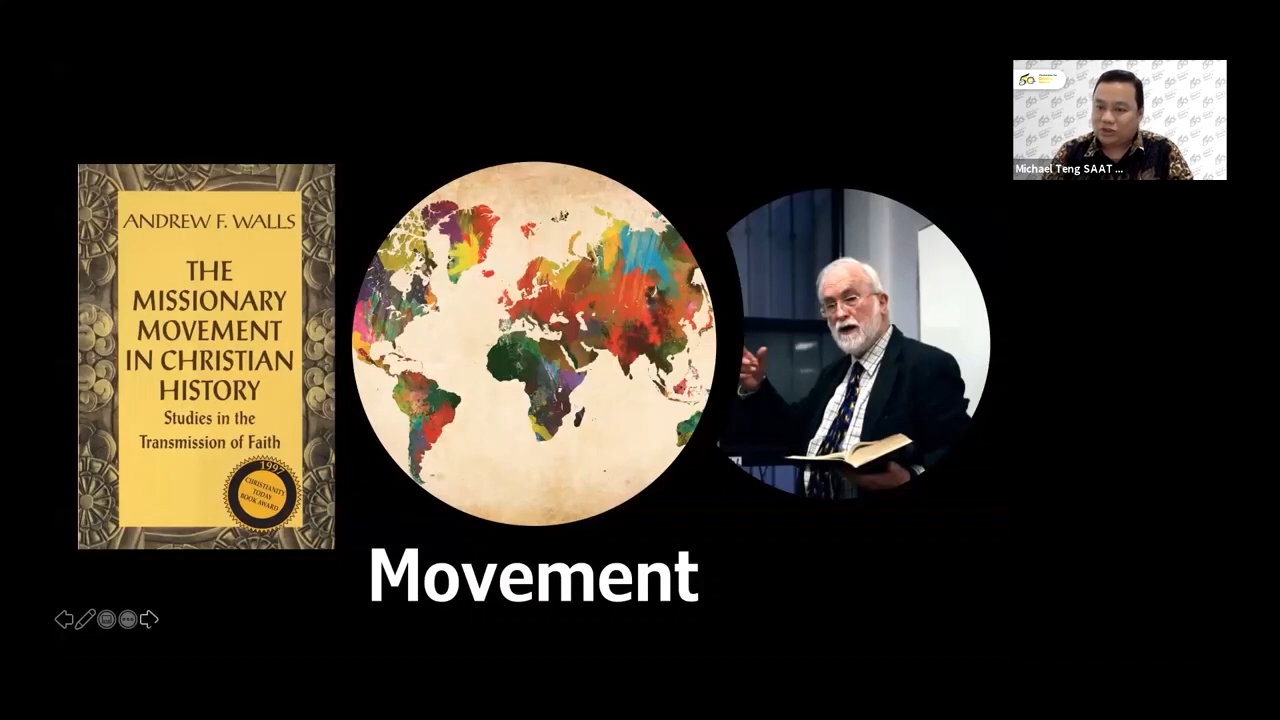 ANDREW F. WALLS
THE
MISSIONARY
MOVEMENT
IN CHRISTIAN
HISTORY
Studies in the
Transmission of Faith
1997
CHRISTIANITY
TODAY
BOOK AWARD
Movement
50
Michael Teng SAAT ...